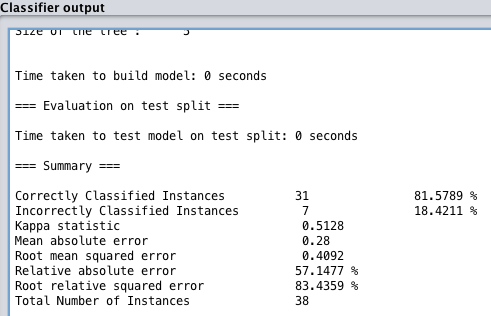 Classifier output
Size of the tree : 5
Time taken to build model: 0 seconds
=== Evaluation on test split ===
Time taken to test model on test split: 0 seconds
=== Summary ===
Correctly Classified Instances 31 81.5789 %
Incorrectly Classified Instances 7 18.4211 %
Kappa statistic 0.5128
Mean absolute error 0.28
Root mean squared error 0.4092
Relative absolute error 57.1477 %
Root relative squared error 83.4359 %
Total Number of Instances 38